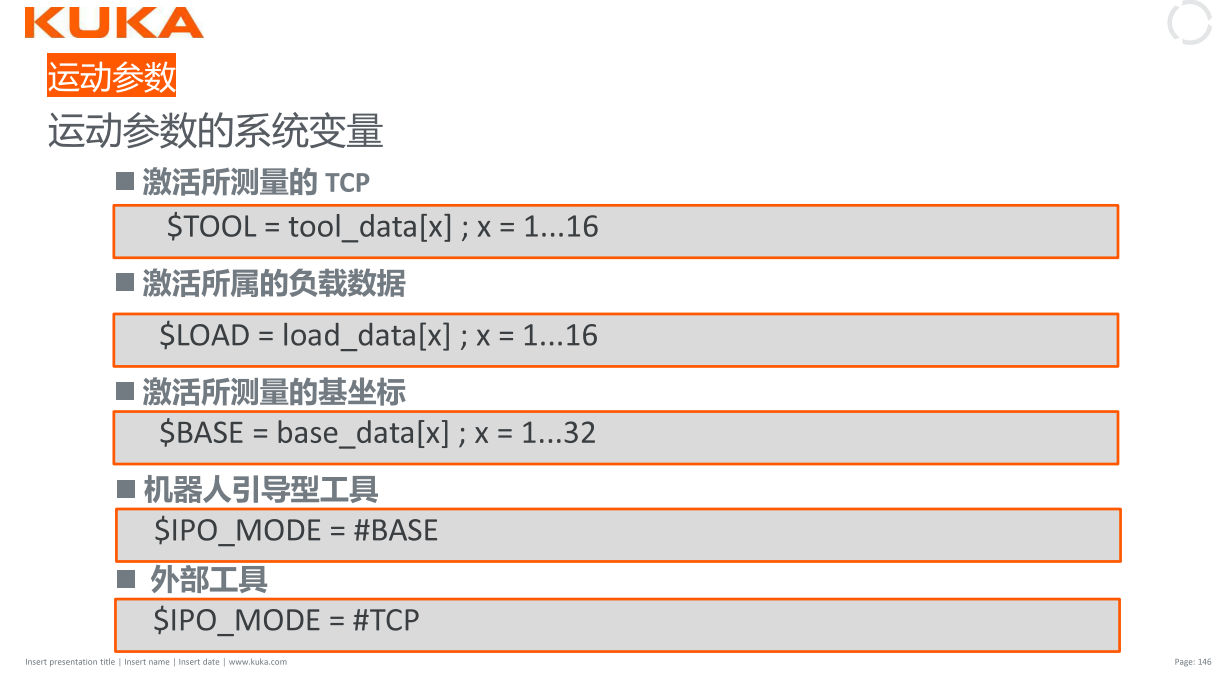 KUKA
运动参数
运动参数的系统变量
激活所测量的 TCP
$TOOL = tool_data[x] ; x = 1...16
激活所属的负载数据
$LOAD = load_data[x] ; x = 1...16
激活所测量的基坐标
$BASE = base_data[x] ; x = 1...32
机器人引导型工具
$IPO_MODE = #BASE
外部工具
$IPO_MODE = #TCP
Insert presentation title | Insert name | Insert date | www.kuka.com
Page: 146